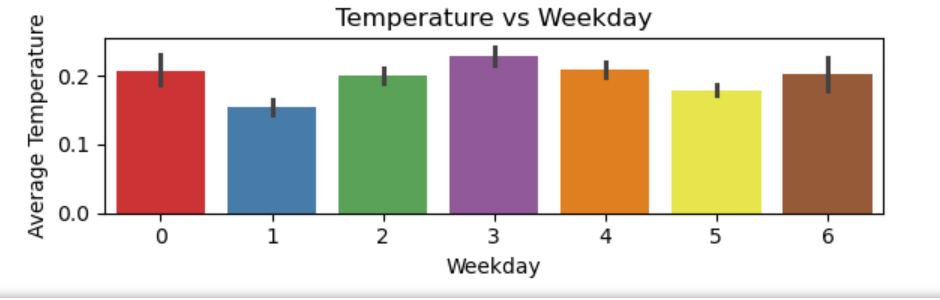 Temperature vs Weekday
Average Temperature
0.2
0.1
0.0
0 1 2 3 4 5 6
Weekday